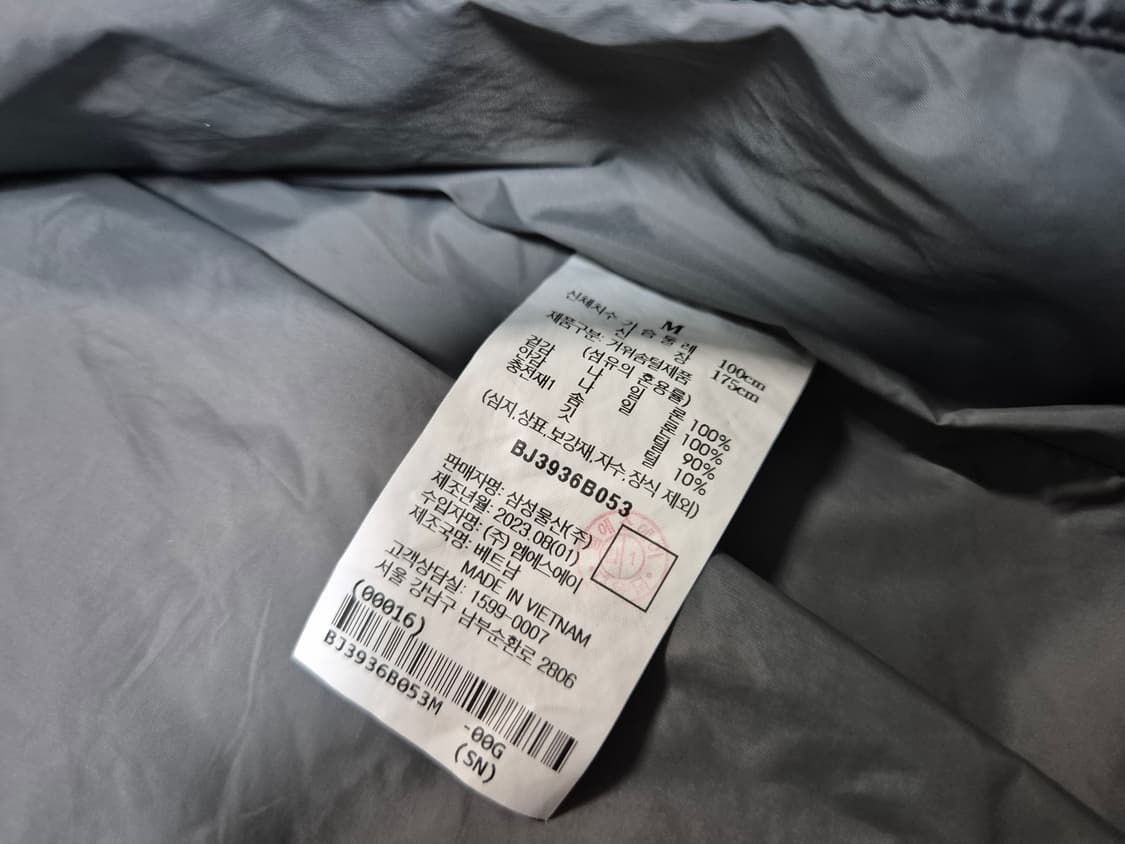 M
신체치수 가 슴 둘 레 100cm
신 장 175cm
제품구분: 거위솜털제품
(섬유의 혼용률)
겉감 나 일 론 100%
안감 나 일 론 100%
충전재1 솜 털 90%
깃 털 10%
(심지,상표,보강재,자수,장식 제외)
BJ3936B053
판매자명: 삼성물산(주)
제조년월: 2023.08(01)
수입자명: (주) 엠에스에이
제조국명: 베트남
MADE IN VIETNAM
고객상담실: 1599-0007
서울 강남구 남부순환로 2806
(00016)
BJ3936B053M -00G
(SN)